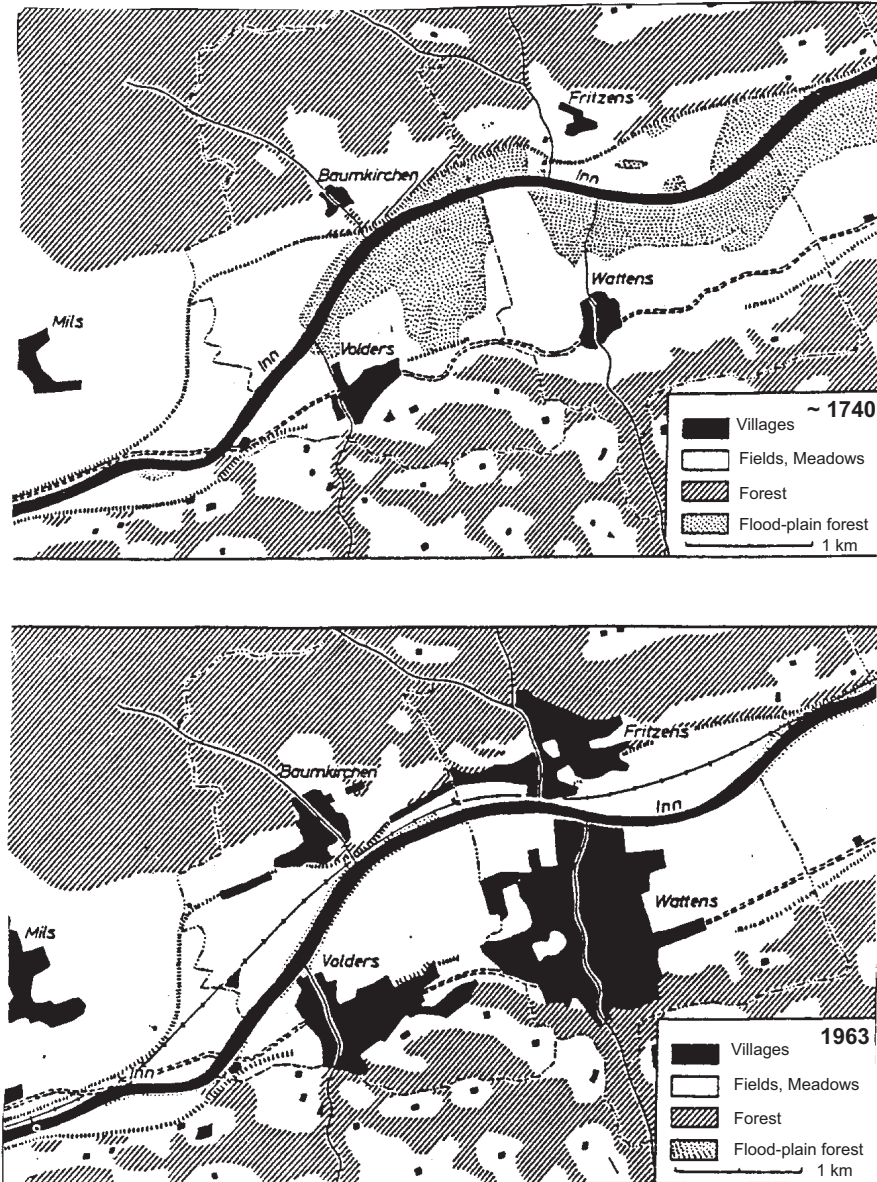 Fritzens
Baumkirchen
Inn
Wattens
Mils
Inn
Volders
~ 1740
Villages
Fields, Meadows
Forest
Flood-plain forest
1 km
Fritzens
Baumkirchen
Inn
Wattens
Mils
Volders
Inn
1963
Villages
Fields, Meadows
Forest
Flood-plain forest
1 km